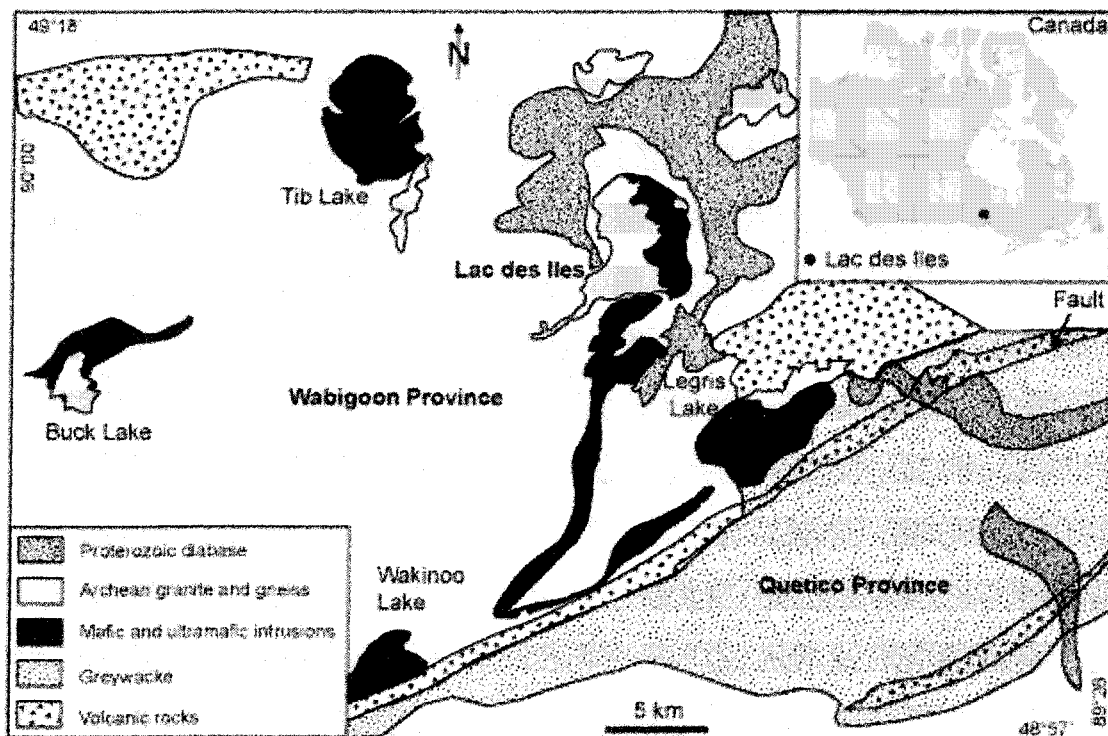 49°18'
N
Canada
90°00'
Tib Lake
Lac des Iles
Lac des Iles
Fault
Legris
Lake
Wabigoon Province
Buck Lake
Proterozoic diabase
Archean granite and gneiss
Mafic and ultramafic intrusions
Greywacke
Volcanic rocks
Wakinoo
Lake
Quetico Province
5 km
48°57'